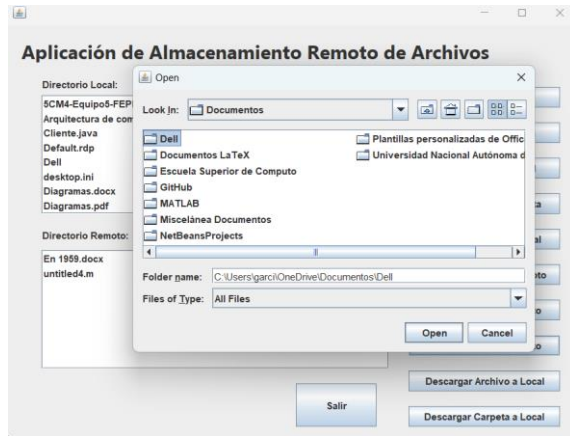 Aplicación de Almacenamiento Remoto de Archivos
Directorio Local:
5CM4-Equipo5-FEP
Arquitectura de com
Cliente.java
Default.rdp
Dell
desktop.ini
Diagramas.docx
Diagramas.pdf
Directorio Remoto:
En 1959.docx
untitled4.m
Open
Look In:
Documentos
Dell
Documentos LaTeX
Escuela Superior de Computo
GitHub
MATLAB
Miscelánea Documentos
NetBeansProjects
Plantillas personalizadas de Offic
Universidad Nacional Autónoma d
Folder name:
C:\Users\garci\OneDrive\Documentos\Dell
Files of Type:
All Files
Open
Cancel
Salir
Descargar Archivo a Local
Descargar Carpeta a Local